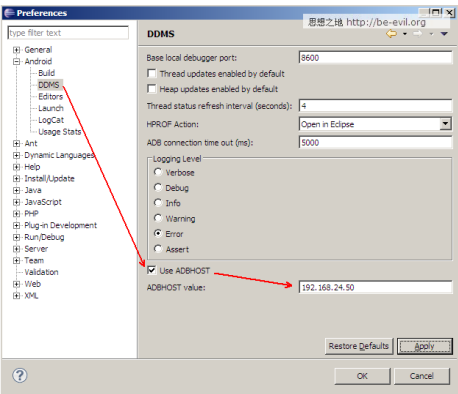 Preferences
思想之地 http://be-evil.org
type filter text
DDMS
General
Android
Build
DDMS
Editors
Launch
LogCat
Usage Stats
Ant
Dynamic Languages
Help
Install/Update
Java
JavaScript
PHP
Plug-in Development
Run/Debug
Server
Team
Validation
Web
XML
Base local debugger port: 8600
Thread updates enabled by default
Heap updates enabled by default
Thread status refresh interval (seconds): 4
HPROF Action: Open in Eclipse
ADB connection time out (ms): 5000
Logging Level
Verbose
Debug
Info
Warning
Error
Assert
Use ADBHOST
ADBHOST value: 192.168.24.50
Restore Defaults Apply
OK Cancel